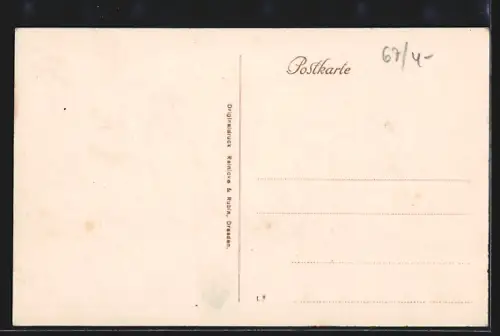 Postkarte
67/4-
Originaldruck Reinicke & Rubin, Dresden.